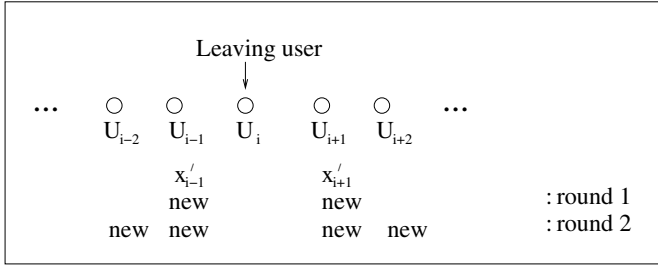 Leaving user
... ...
U_{i-2} U_{i-1} U_i U_{i+1} U_{i+2}
x'_{i-1} x'_{i+1}
new new : round 1
new new new new : round 2